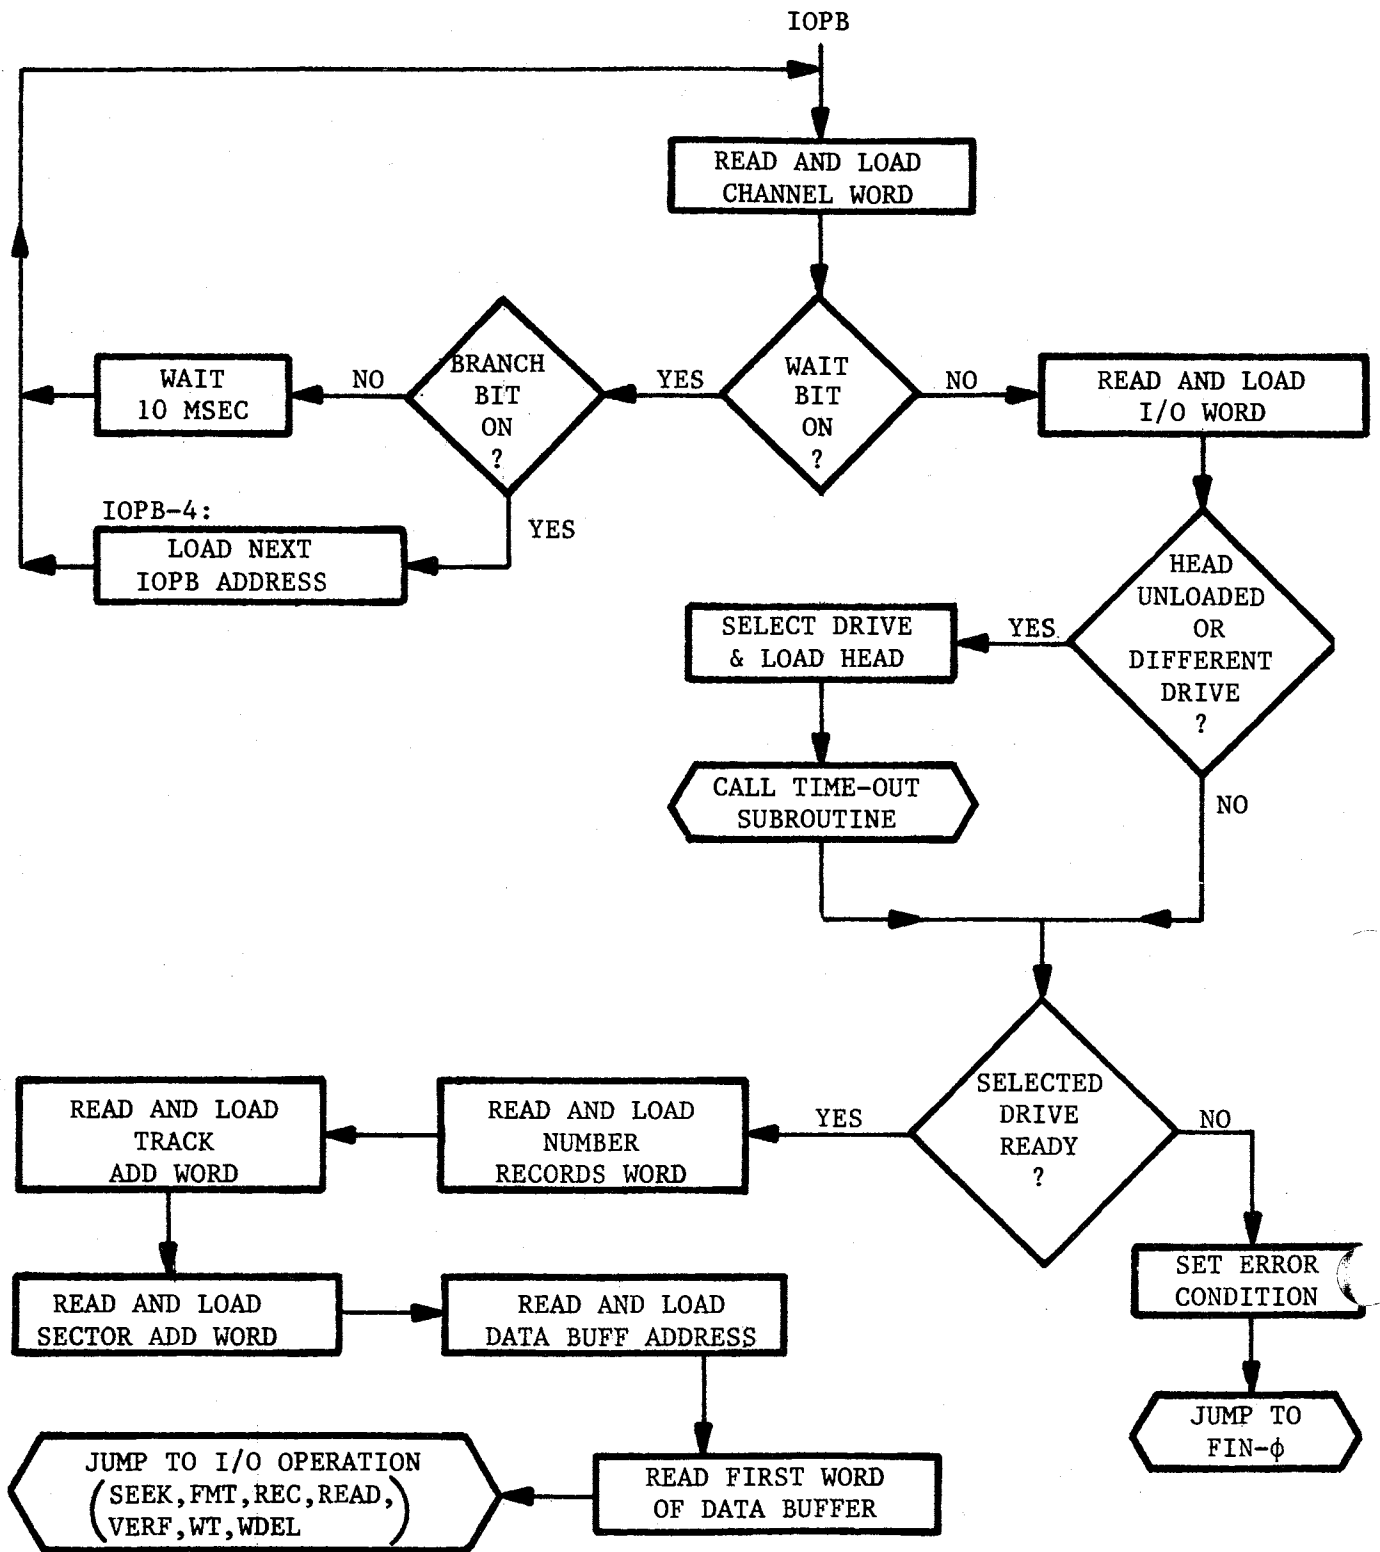 IOPB
READ AND LOAD
CHANNEL WORD
BRANCH
BIT
ON
?
WAIT
BIT
ON
?
YES
NO
NO
WAIT
10 MSEC
READ AND LOAD
I/O WORD
IOPB-4:
LOAD NEXT
IOPB ADDRESS
YES
HEAD
UNLOADED
OR
DIFFERENT
DRIVE
?
YES
SELECT DRIVE
& LOAD HEAD
CALL TIME-OUT
SUBROUTINE
NO
SELECTED
DRIVE
READY
?
YES
NO
READ AND LOAD
NUMBER
RECORDS WORD
READ AND LOAD
TRACK
ADD WORD
READ AND LOAD
SECTOR ADD WORD
READ AND LOAD
DATA BUFF ADDRESS
SET ERROR
CONDITION
JUMP TO
FIN-ϕ
READ FIRST WORD
OF DATA BUFFER
JUMP TO I/O OPERATION
(SEEK,FMT,REC,READ,
VERF,WT,WDEL)